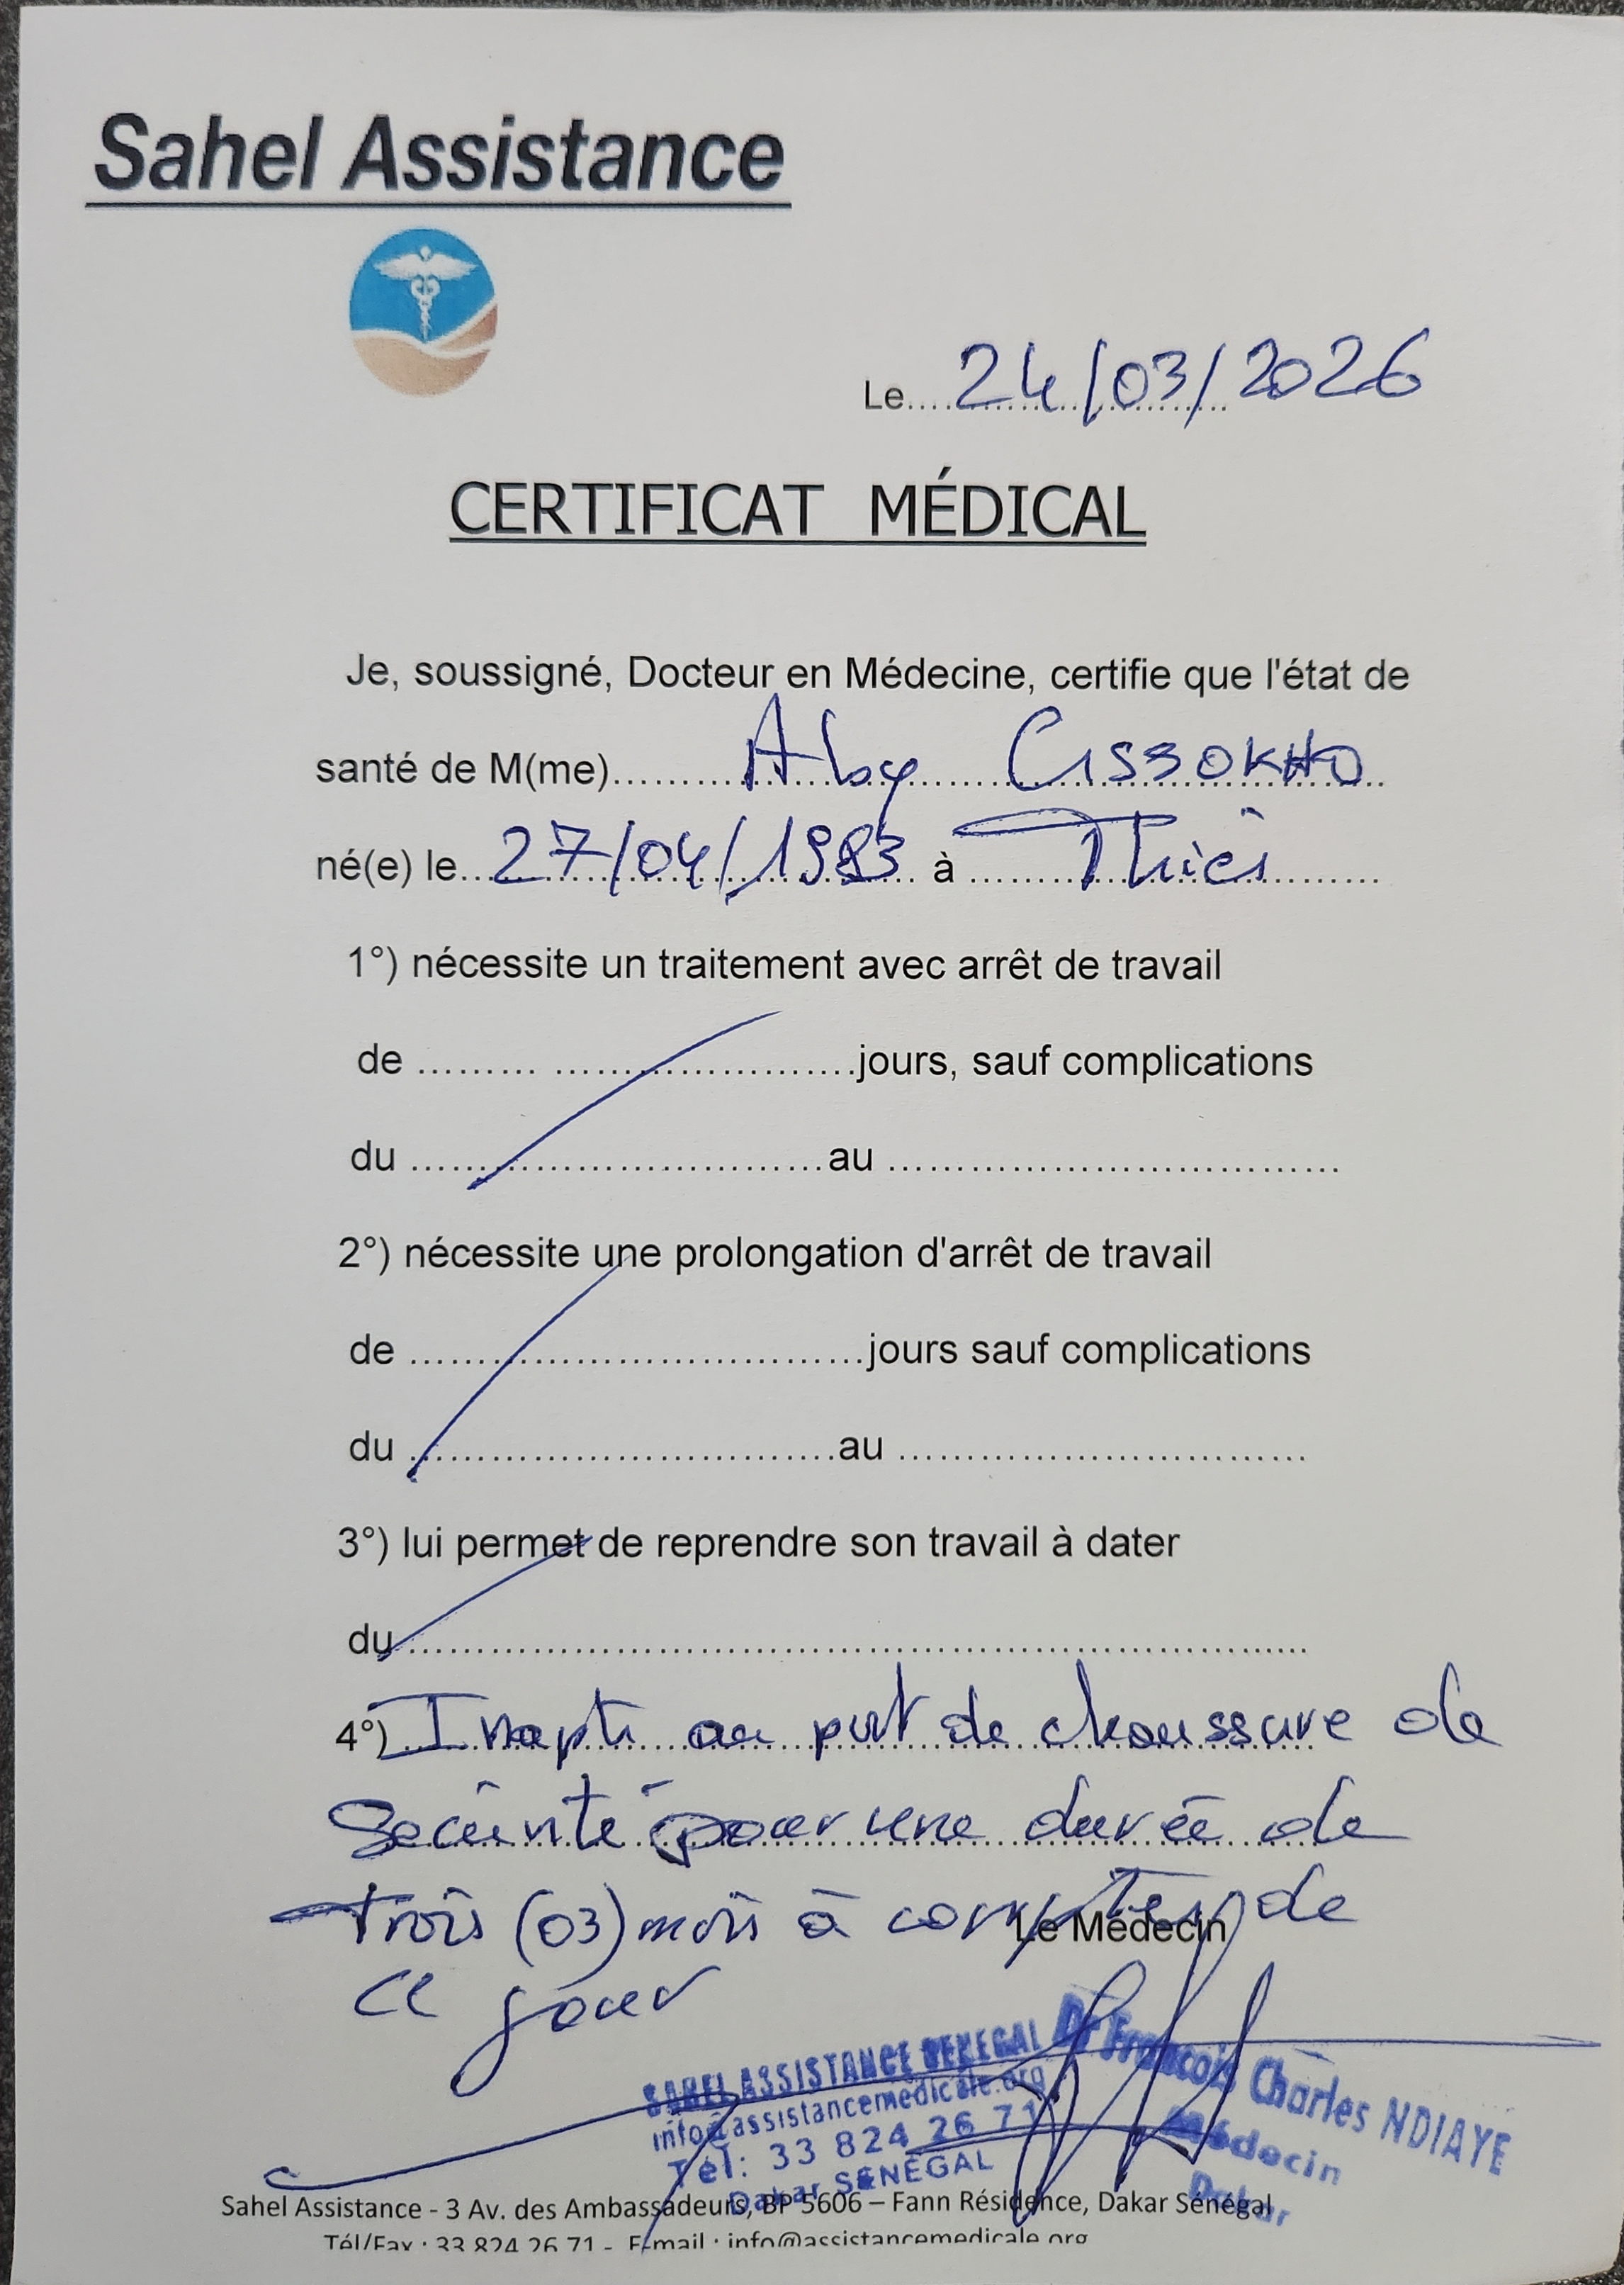 Sahel Assistance
Le.... 24/03/2026
CERTIFICAT MÉDICAL
Je, soussigné, Docteur en Médecine, certifie que l'état de
santé de M(me)........ Aby CISSOKHO
né(e) le... 27/04/1983 à ........ Thiès
1°) nécessite un traitement avec arrêt de travail
de ......... ........................jours, sauf complications
du .................................au ....................................
2°) nécessite une prolongation d'arrêt de travail
de ....................................jours sauf complications
du ..................................au .................................
3°) lui permet de reprendre son travail à dater
du ........................................................................
4°) Inapte au port de chaussure de
Sécurité pour une durée de
trois (03) mois à compter de
Le Médecin
ce jour
SAHEL ASSISTANCE SENEGAL
info@assistancemedicale.org
Tél: 33 824 26 71
Dakar SENEGAL
Dr Francois Charles NDIAYE
Médecin
Dakar
Sahel Assistance - 3 Av. des Ambassadeurs, BP 5606 – Fann Résidence, Dakar Sénégal
Tél/Fax : 33 824 26 71 - E-mail : info@assistancemedicale.org